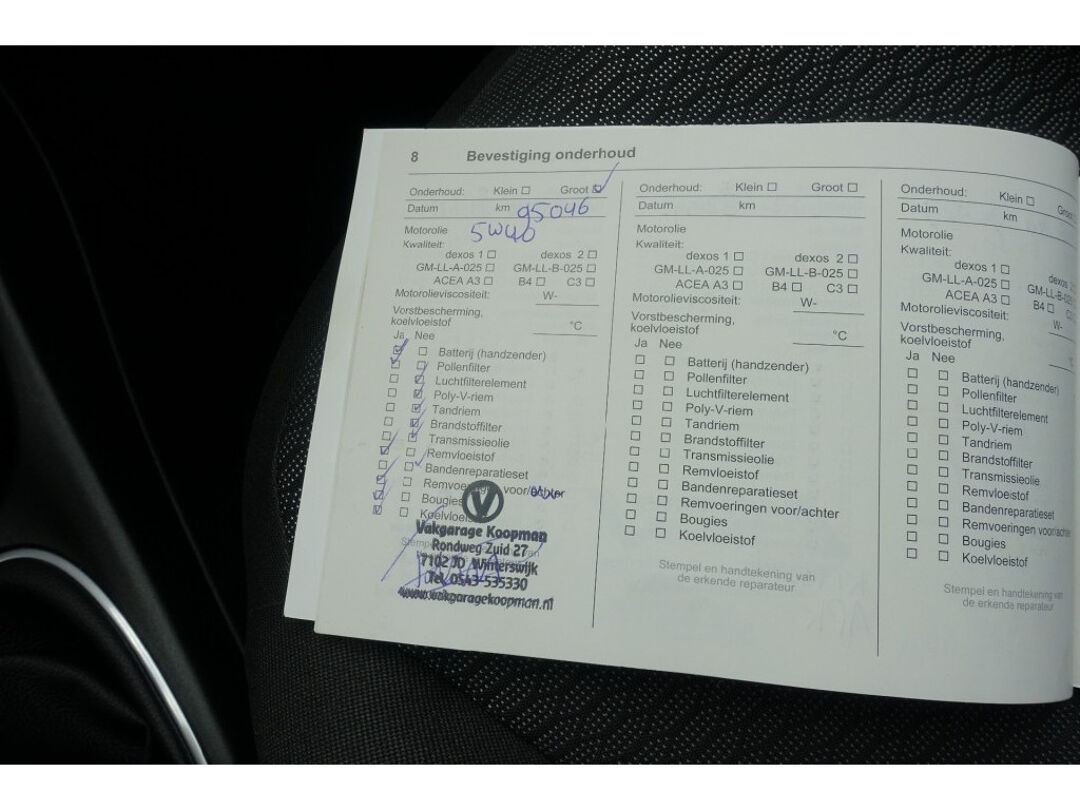 8 Bevestiging onderhoud
Onderhoud: Klein Groot
Datum km 95046
Motorolie 5W40
Kwaliteit:
dexos 1 dexos 2
GM-LL-A-025 GM-LL-B-025
ACEA A3 B4 C3
Motorolieviscositeit: W-
Vorstbescherming,
koelvloeistof °C
Ja Nee
Batterij (handzender)
Pollenfilter
Luchtfilterelement
Poly-V-riem
Tandriem
Brandstoffilter
Transmissieolie
Remvloeistof
Bandenreparatieset
Remvoeringen voor/achter
Bougies
Koelvloeistof
Vakgarage Koopman
Rondweg Zuid 27
7102 JD Winterswijk
Tel. 0543-535330
www.vakgaragekoopman.nl
Onderhoud: Klein Groot
Datum km
Motorolie
Kwaliteit:
dexos 1 dexos 2
GM-LL-A-025 GM-LL-B-025
ACEA A3 B4 C3
Motorolieviscositeit: W-
Vorstbescherming,
koelvloeistof °C
Ja Nee
Batterij (handzender)
Pollenfilter
Luchtfilterelement
Poly-V-riem
Tandriem
Brandstoffilter
Transmissieolie
Remvloeistof
Bandenreparatieset
Remvoeringen voor/achter
Bougies
Koelvloeistof
Stempel en handtekening van
de erkende reparateur
Onderhoud: Klein
Datum km
Motorolie
Kwaliteit:
dexos 1 dexos
GM-LL-A-025 GM-LL-B-
ACEA A3 B4
Motorolieviscositeit: W-
Vorstbescherming,
koelvloeistof
Ja Nee
Batterij (handzender)
Pollenfilter
Luchtfilterelement
Poly-V-riem
Tandriem
Brandstoffilter
Transmissieolie
Remvloeistof
Bandenreparatieset
Remvoeringen voor/achter
Bougies
Koelvloeistof
Stempel en handtekening van
de erkende reparateur